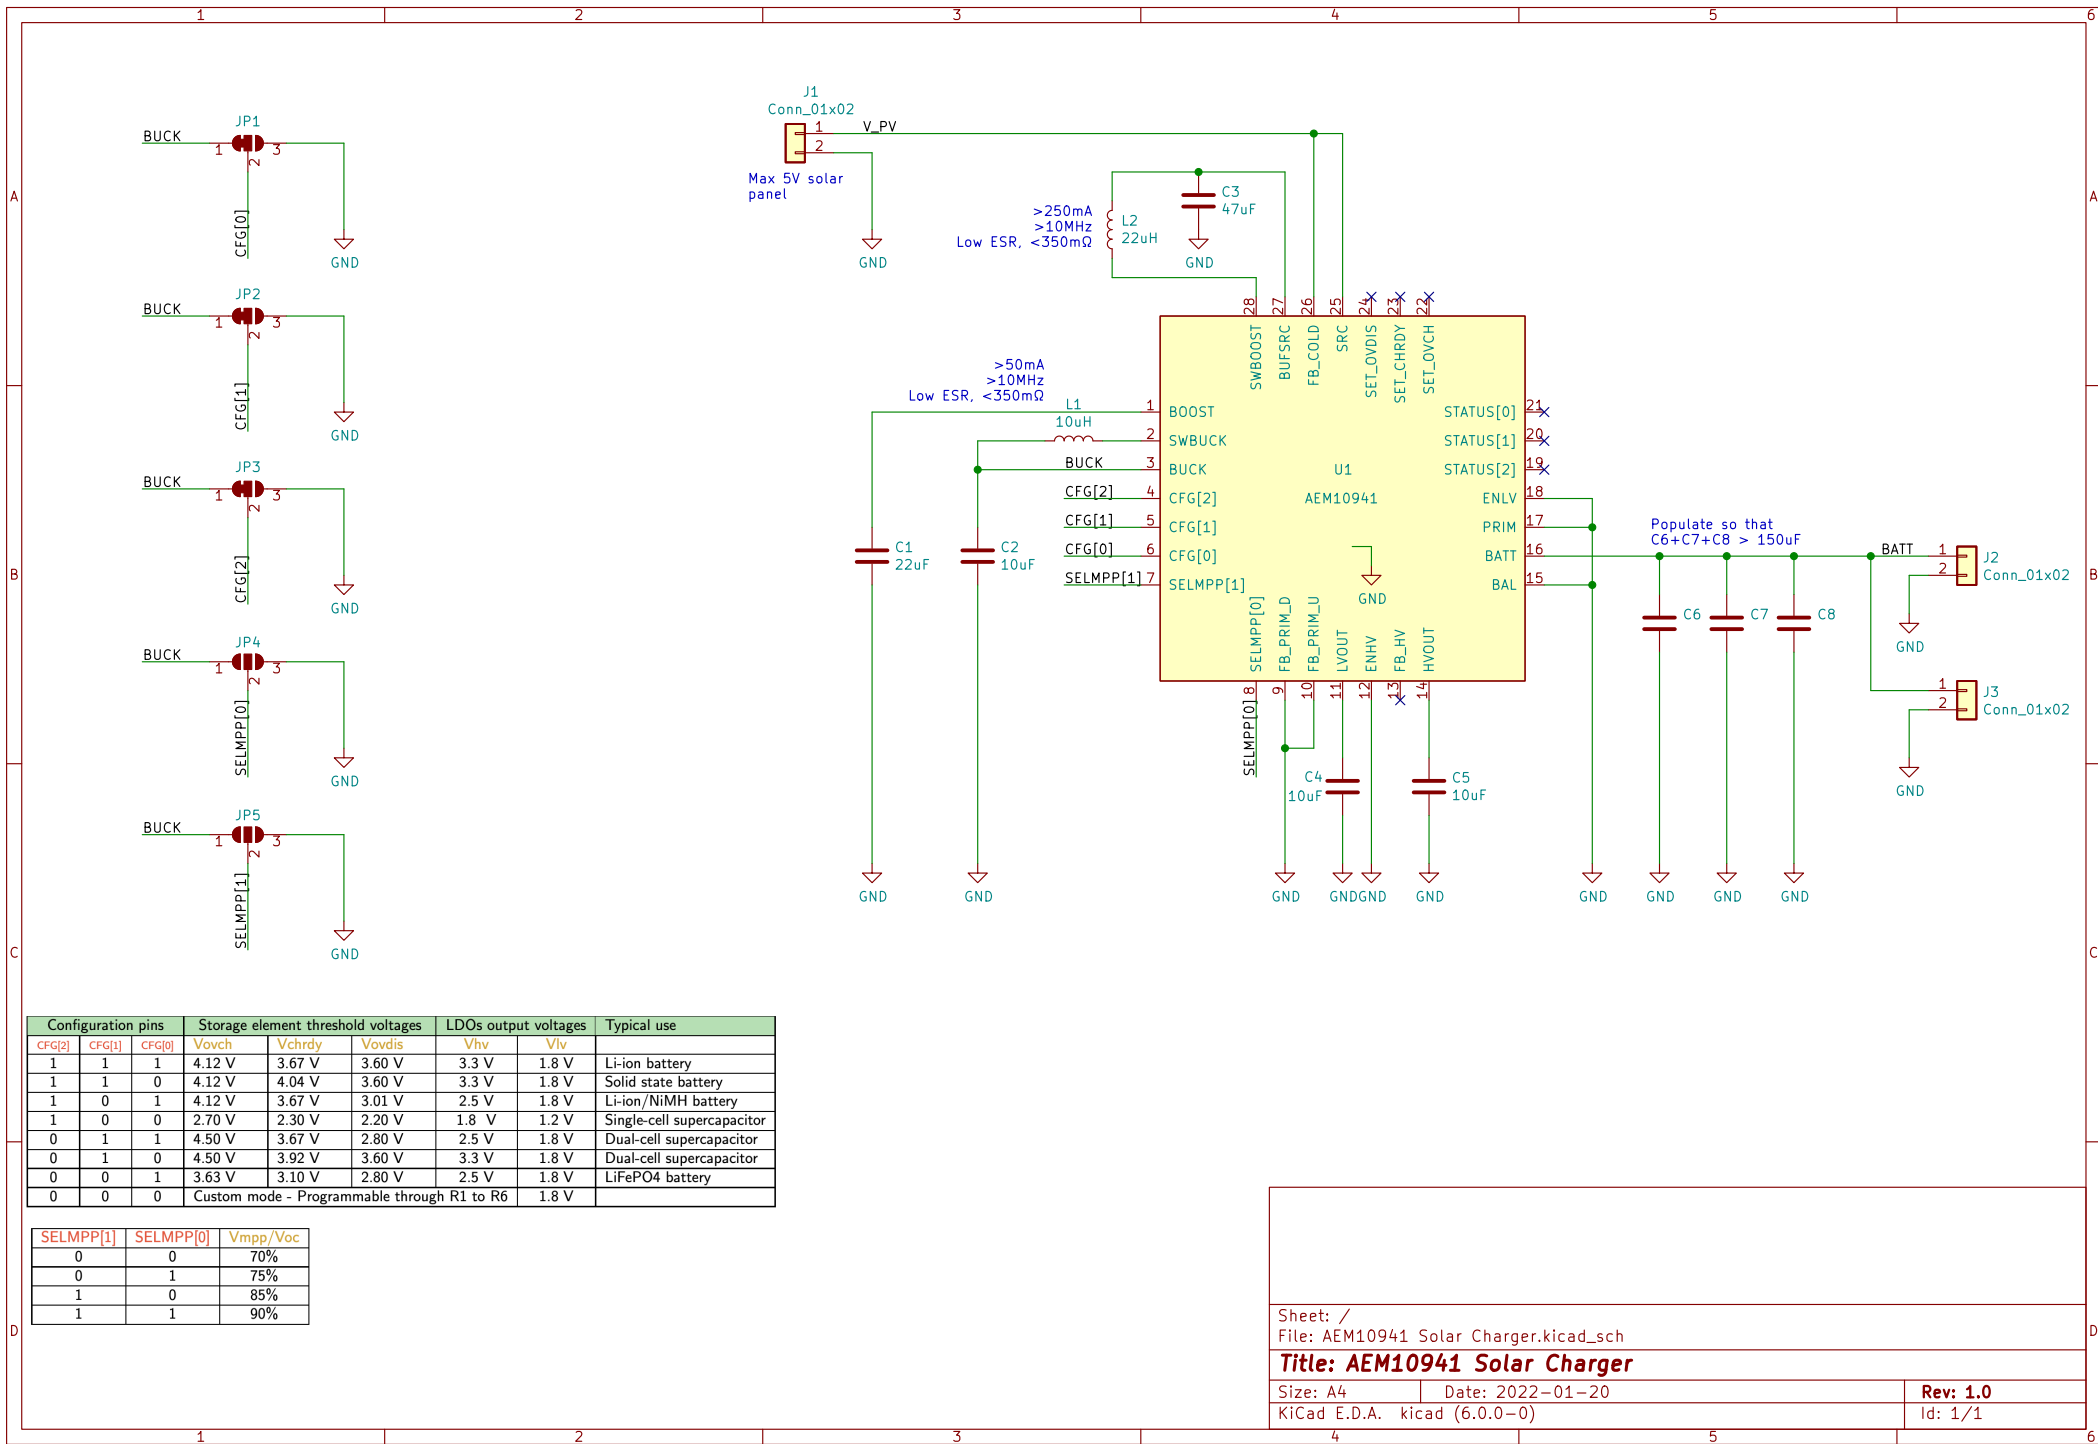 1 2 3 4 5 6
A
B
C
D
A
B
C
D
1 2 3 4 5 6
JP1
BUCK
1
2
3
CFG[0]
GND
JP2
BUCK
1
2
3
CFG[1]
GND
JP3
BUCK
1
2
3
CFG[2]
GND
JP4
BUCK
1
2
3
SELMPP[0]
GND
JP5
BUCK
1
2
3
SELMPP[1]
GND
J1
Conn_01x02
1
2
V_PV
Max 5V solar
panel
GND
>250mA
>10MHz
Low ESR, <350mΩ
L2
22uH
C3
47uF
GND
>50mA
>10MHz
Low ESR, <350mΩ
L1
10uH
BUCK
CFG[2]
CFG[1]
CFG[0]
SELMPP[1]
C1
22uF
C2
10uF
GND
GND
28 27 26 25 24 23 22
SWBOOST
BUFSRC
FB_COLD
SRC
SET_OVDIS
SET_CHRDY
SET_OVCH
1 BOOST
2 SWBUCK
3 BUCK
4 CFG[2]
5 CFG[1]
6 CFG[0]
7 SELMPP[1]
U1
AEM10941
GND
STATUS[0] 21
STATUS[1] 20
STATUS[2] 19
ENLV 18
PRIM 17
BATT 16
BAL 15
SELMPP[0]
FB_PRIM_D
FB_PRIM_U
LVOUT
ENHV
FB_HV
HVOUT
8 9 10 11 12 13 14
SELMPP[0]
C4
10uF
C5
10uF
GND
GND
GND
GND
GND
Populate so that
C6+C7+C8 > 150uF
BATT
C6
C7
C8
GND
GND
GND
1
2
J2
Conn_01x02
GND
1
2
J3
Conn_01x02
GND
Configuration pins Storage element threshold voltages LDOs output voltages Typical use
CFG[2] CFG[1] CFG[0] Vovch Vchrdy Vovdis Vhv Vlv
1 1 1 4.12 V 3.67 V 3.60 V 3.3 V 1.8 V Li-ion battery
1 1 0 4.12 V 4.04 V 3.60 V 3.3 V 1.8 V Solid state battery
1 0 1 4.12 V 3.67 V 3.01 V 2.5 V 1.8 V Li-ion/NiMH battery
1 0 0 2.70 V 2.30 V 2.20 V 1.8 V 1.2 V Single-cell supercapacitor
0 1 1 4.50 V 3.67 V 2.80 V 2.5 V 1.8 V Dual-cell supercapacitor
0 1 0 4.50 V 3.92 V 3.60 V 3.3 V 1.8 V Dual-cell supercapacitor
0 0 1 3.63 V 3.10 V 2.80 V 2.5 V 1.8 V LiFePO4 battery
0 0 0 Custom mode - Programmable through R1 to R6 1.8 V
SELMPP[1] SELMPP[0] Vmpp/Voc
0 0 70%
0 1 75%
1 0 85%
1 1 90%
Sheet: /
File: AEM10941 Solar Charger.kicad_sch
Title: AEM10941 Solar Charger
Size: A4 Date: 2022-01-20 Rev: 1.0
KiCad E.D.A. kicad (6.0.0-0) Id: 1/1